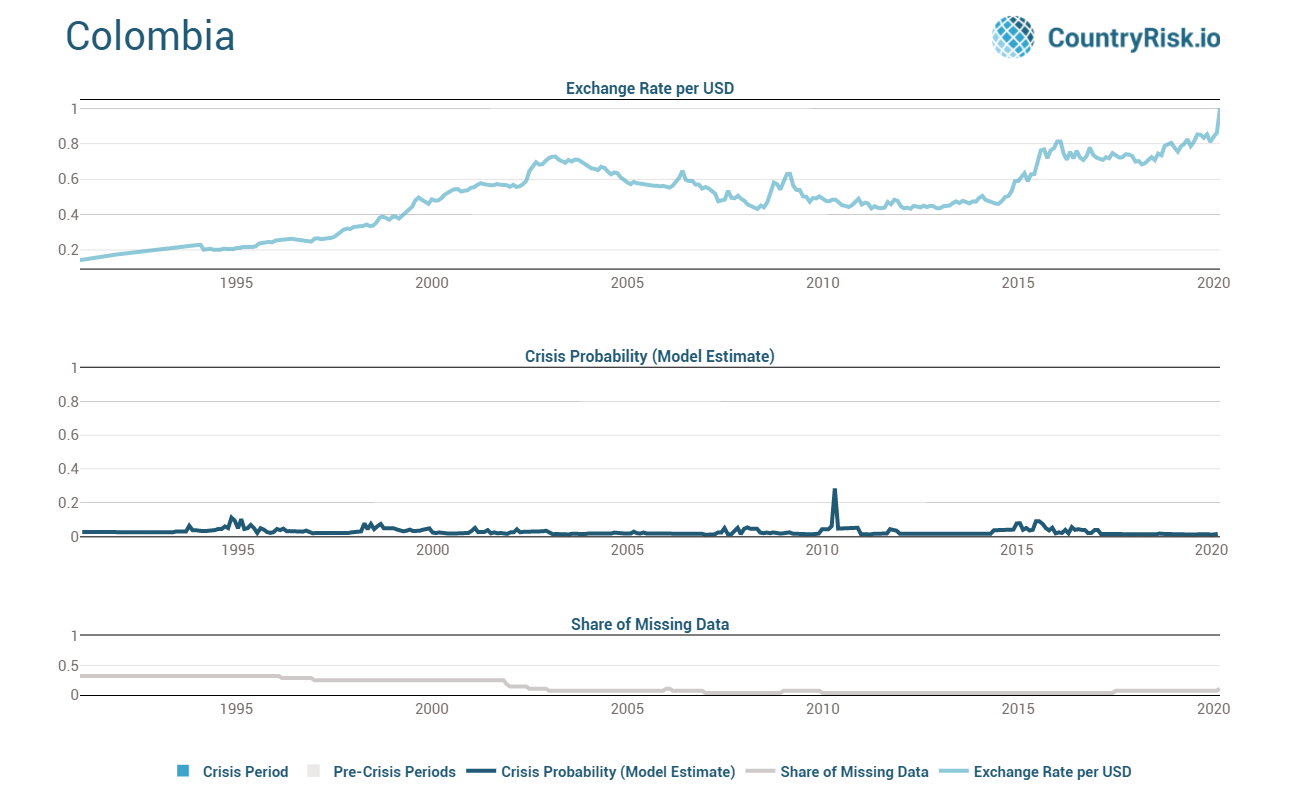 Colombia
CountryRisk.io
Exchange Rate per USD
1
0.8
0.6
0.4
0.2
1995 2000 2005 2010 2015 2020
Crisis Probability (Model Estimate)
1
0.8
0.6
0.4
0.2
0
1995 2000 2005 2010 2015 2020
Share of Missing Data
1
0.5
0
1995 2000 2005 2010 2015 2020
Crisis Period Pre-Crisis Periods Crisis Probability (Model Estimate) Share of Missing Data Exchange Rate per USD